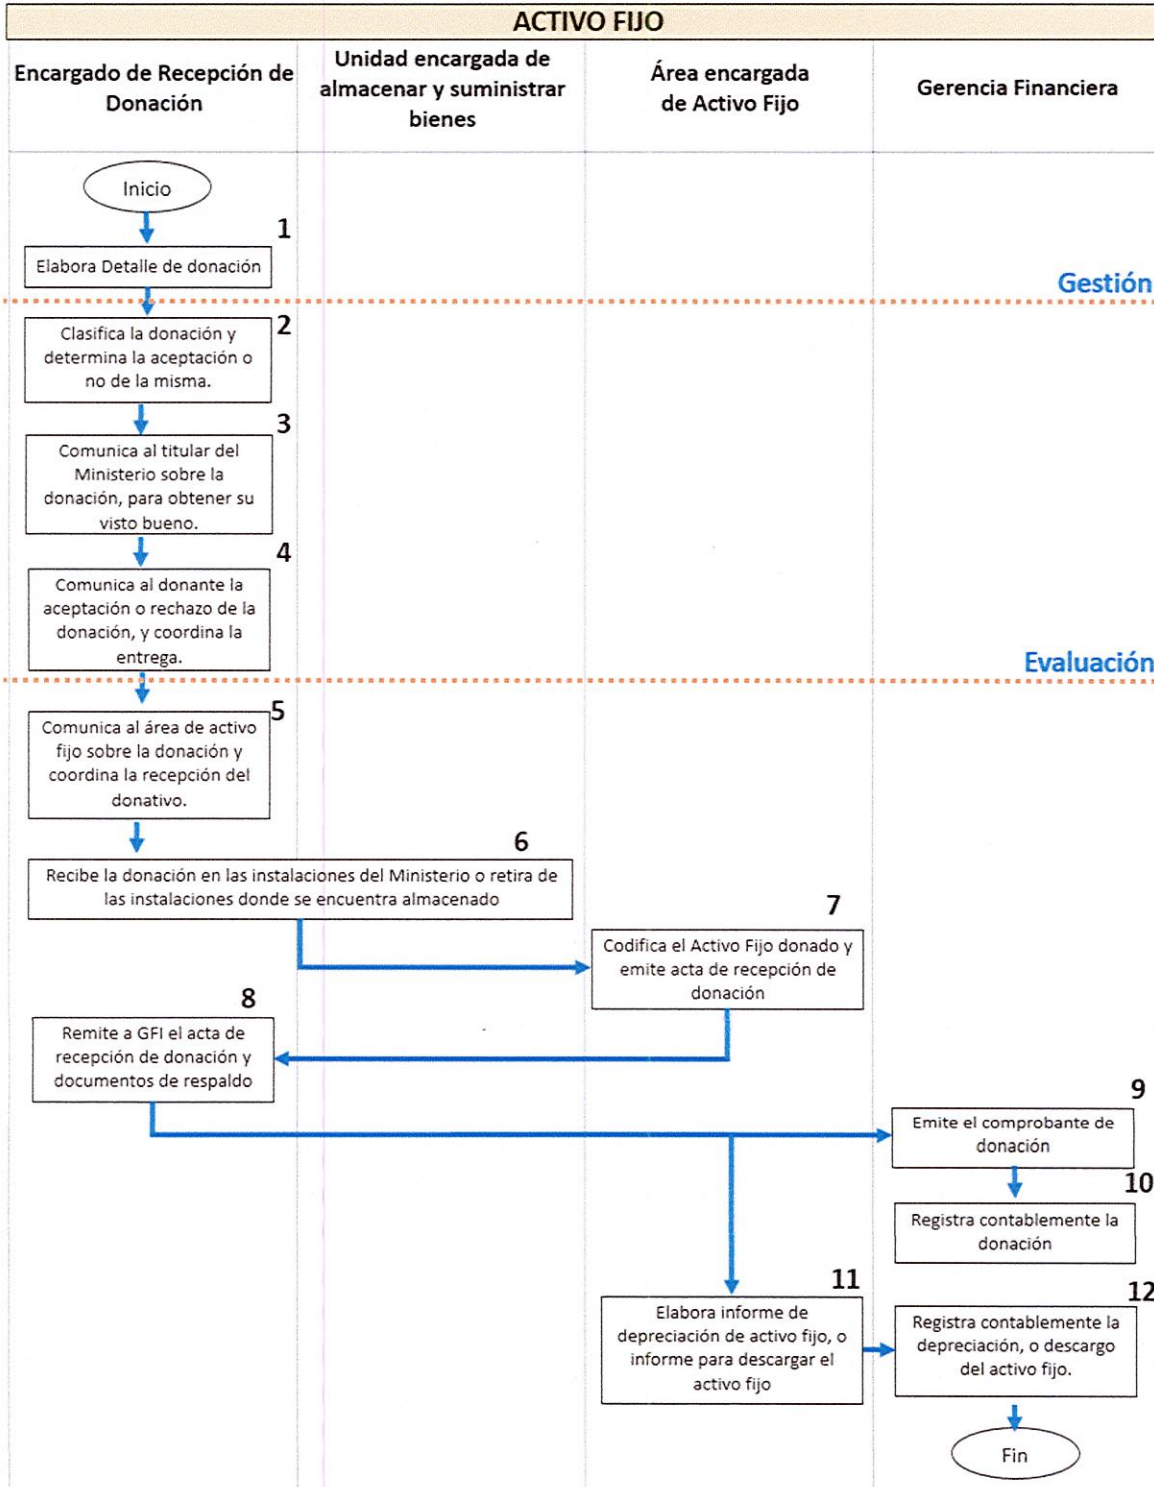 ACTIVO FIJO
Encargado de Recepción de
Donación
Unidad encargada de
almacenar y suministrar
bienes
Área encargada
de Activo Fijo
Gerencia Financiera
Inicio
1
Elabora Detalle de donación
Gestión
2
Clasifica la donación y
determina la aceptación o
no de la misma.
3
Comunica al titular del
Ministerio sobre la
donación, para obtener su
visto bueno.
4
Comunica al donante la
aceptación o rechazo de la
donación, y coordina la
entrega.
Evaluación
5
Comunica al área de activo
fijo sobre la donación y
coordina la recepción del
donativo.
6
Recibe la donación en las instalaciones del Ministerio o retira de
las instalaciones donde se encuentra almacenado
7
Codifica el Activo Fijo donado y
emite acta de recepción de
donación
8
Remite a GFI el acta de
recepción de donación y
documentos de respaldo
9
Emite el comprobante de
donación
10
Registra contablemente la
donación
11
Elabora informe de
depreciación de activo fijo, o
informe para descargar el
activo fijo
12
Registra contablemente la
depreciación, o descargo
del activo fijo.
Fin